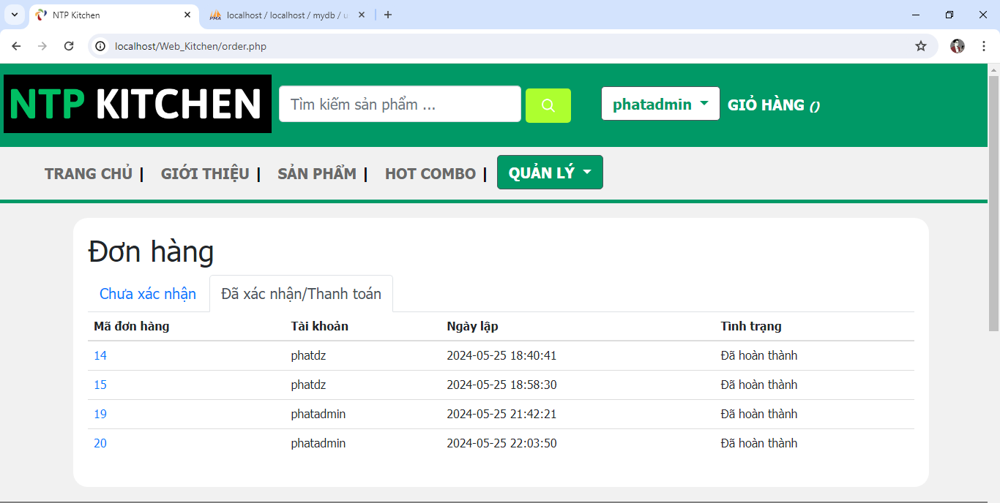 NTP Kitchen
localhost / localhost / mydb / u
localhost/Web_Kitchen/order.php
NTP KITCHEN
Tìm kiếm sản phẩm ...
phatadmin
GIỎ HÀNG ()
TRANG CHỦ |
GIỚI THIỆU |
SẢN PHẨM |
HOT COMBO |
QUẢN LÝ
Đơn hàng
Chưa xác nhận
Đã xác nhận/Thanh toán
Mã đơn hàng Tài khoản Ngày lập Tình trạng
14 phatdz 2024-05-25 18:40:41 Đã hoàn thành
15 phatdz 2024-05-25 18:58:30 Đã hoàn thành
19 phatadmin 2024-05-25 21:42:21 Đã hoàn thành
20 phatadmin 2024-05-25 22:03:50 Đã hoàn thành